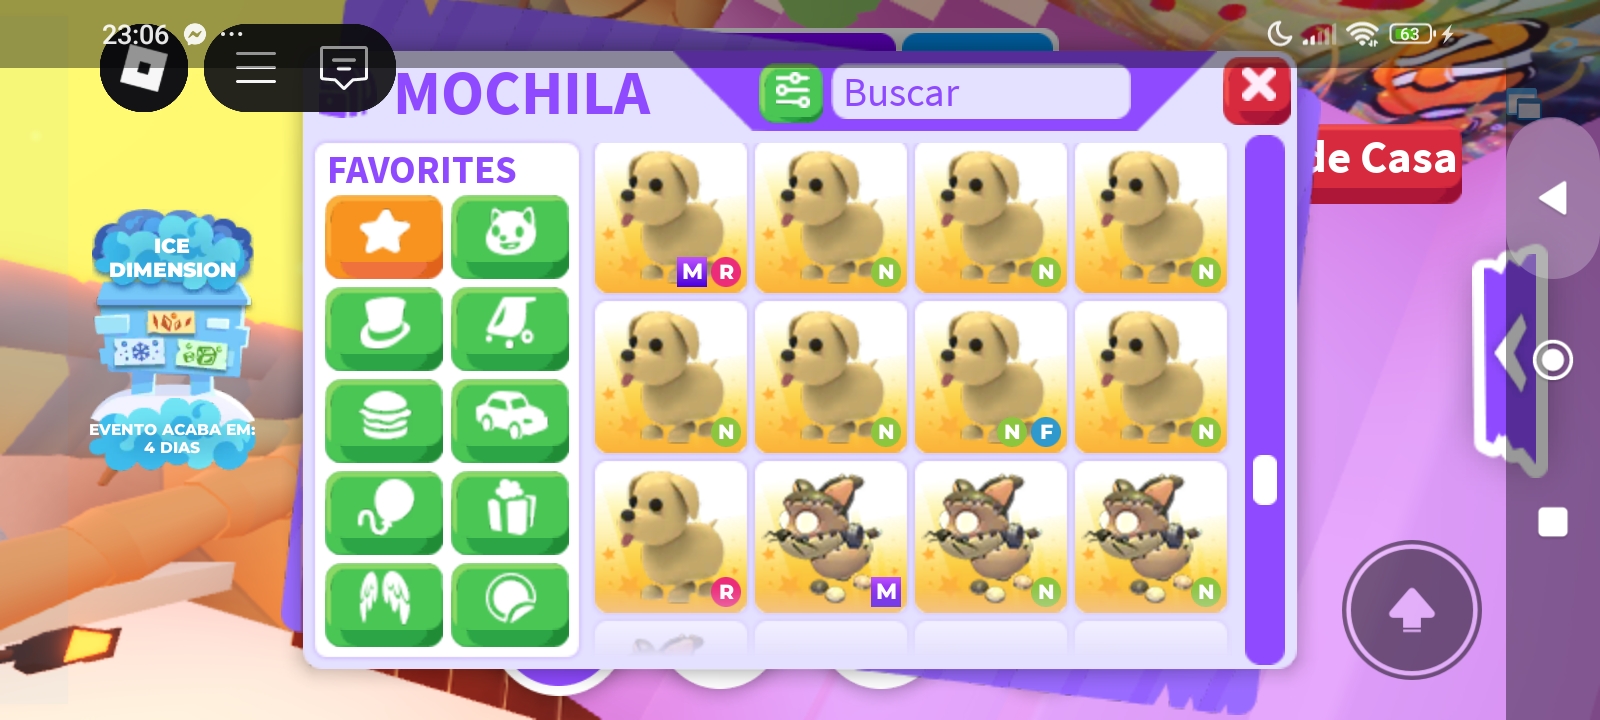 23:06
63
MOCHILA
Buscar
de Casa
FAVORITES
M R
N
N
N
N
N
N F
N
R
M
N
N
ICE
DIMENSION
EVENTO ACABA EM:
4 DIAS